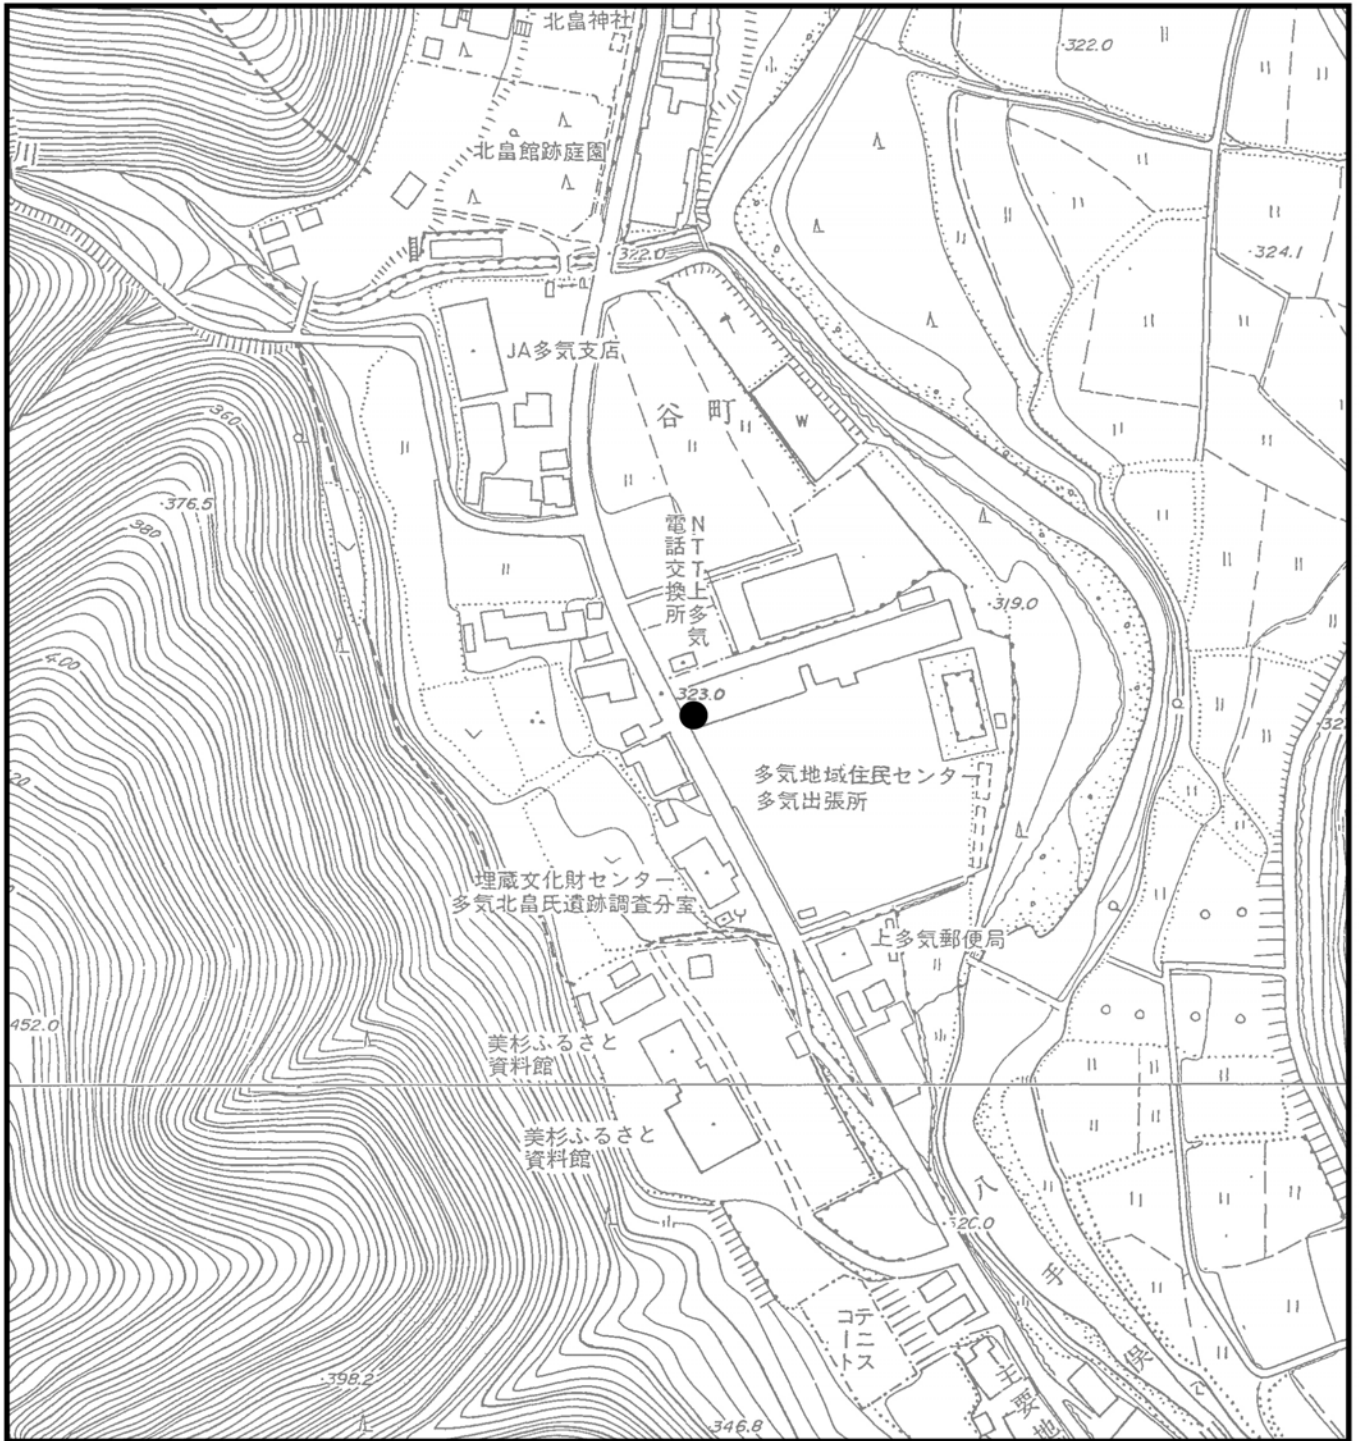 北畠神社
322.0
北畠館跡庭園
322.0
324.1
JA多気支店
谷町
W
360
376.5
380
NTT上多気
電話交換所
319.0
400
323.0
多気地域住民センター
多気出張所
埋蔵文化財センター
多気北畠氏遺跡調査分室
上多気郵便局
452.0
美杉ふるさと
資料館
美杉ふるさと
資料館
八手俣
320.0
テニス
コート
主要地
398.2
346.8